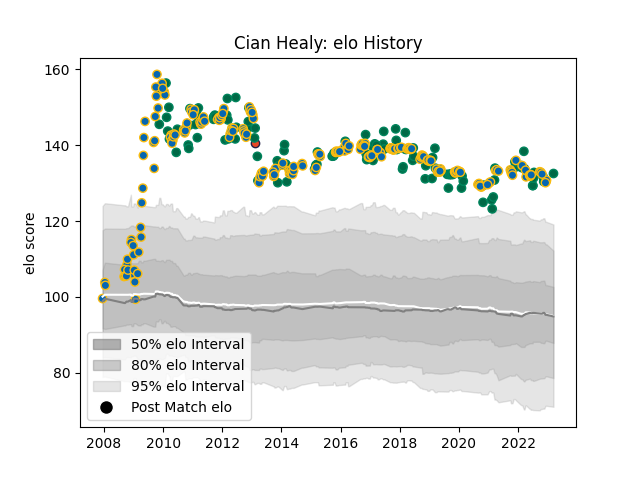 Cian Healy: elo History
elo score
160
140
120
100
80
50% elo Interval
80% elo Interval
95% elo Interval
Post Match elo
2008 2010 2012 2014 2016 2018 2020 2022